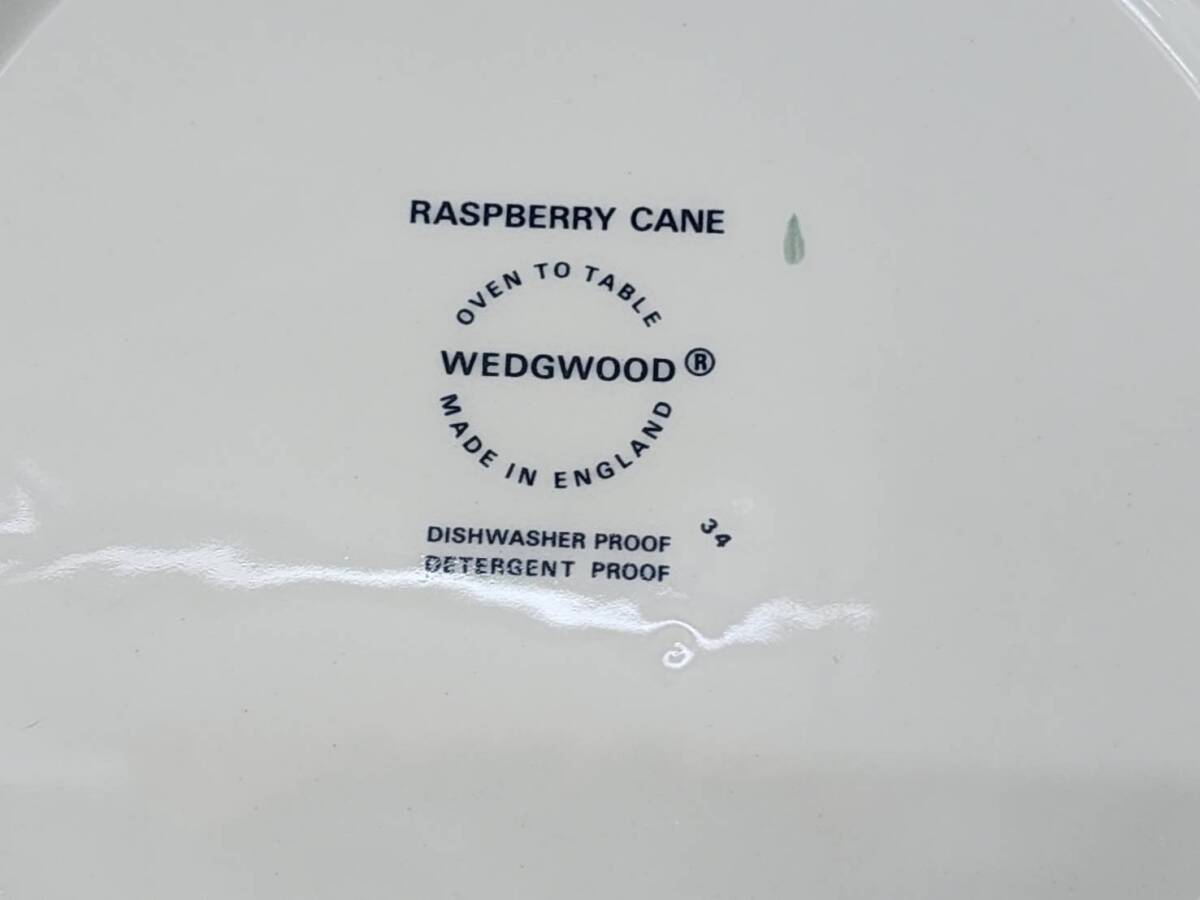 RASPBERRY CANE
OVEN TO TABLE
WEDGWOOD®
MADE IN ENGLAND
DISHWASHER PROOF
34
DETERGENT PROOF